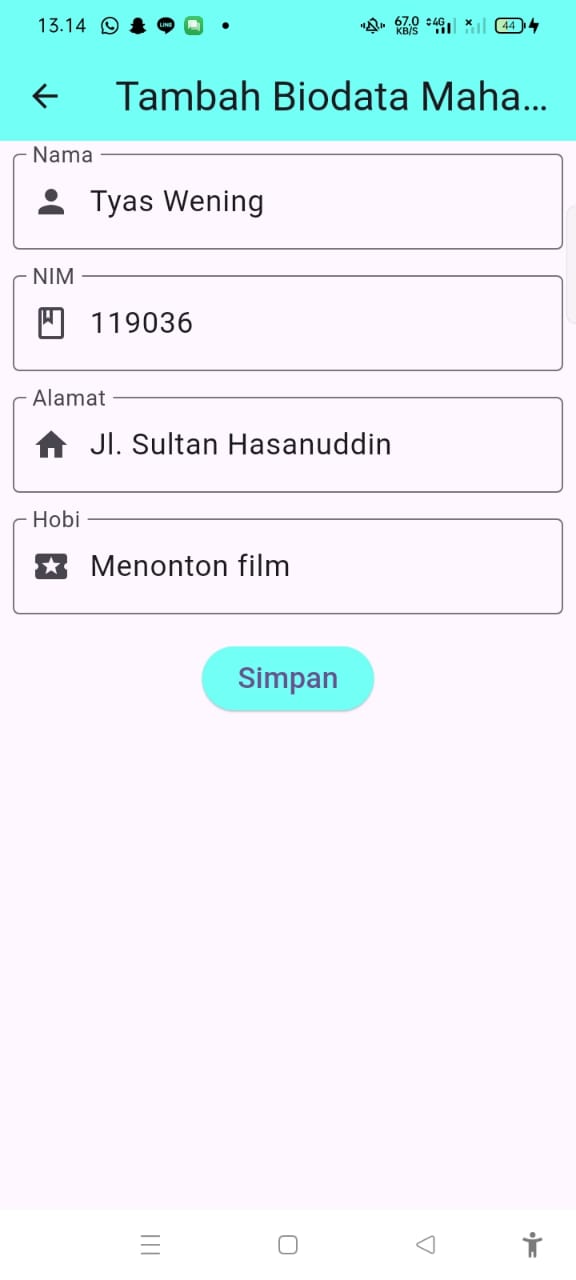 13.14 LINE 67.0 KB/S 4G 44
Tambah Biodata Maha...
Nama
Tyas Wening
NIM
119036
Alamat
Jl. Sultan Hasanuddin
Hobi
Menonton film
Simpan